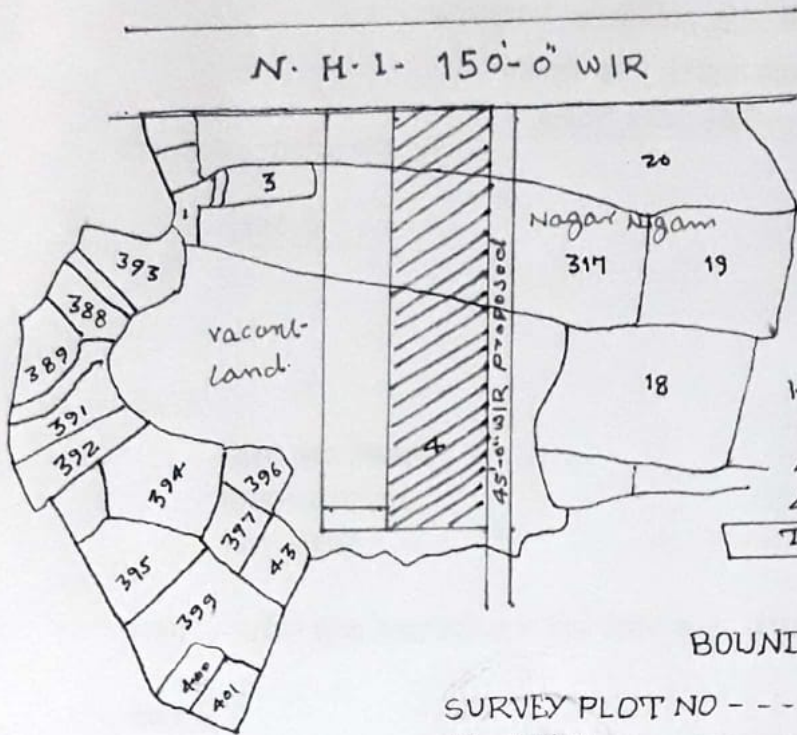 N. H-1- 150'-0" WIR
20
3
1
Nagar Nigam
317
19
393
388
389
391
392
vacant
land.
45'-0" WIR PROPOSED
18
4
394
396
397
43
395
399
400
401
BOUND
SURVEY PLOT NO - - -